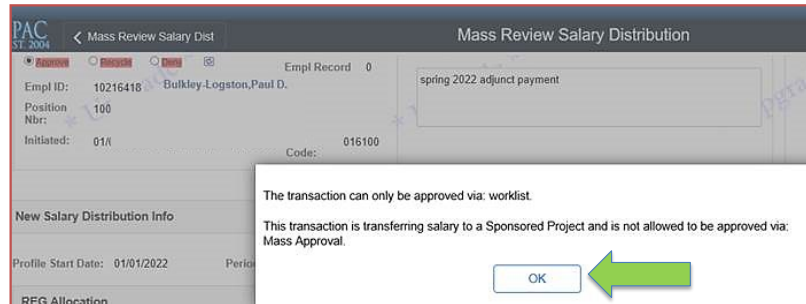 PAC
ST. 2004
Mass Review Salary Dist
Mass Review Salary Distribution
Approve Recycle Deny
Empl Record 0
Empl ID: 10216418 Bulkley-Logston,Paul D.
spring 2022 adjunct payment
Position Nbr: 100
Initiated: 01/
016100
Code:
The transaction can only be approved via: worklist.
New Salary Distribution Info
This transaction is transferring salary to a Sponsored Project and is not allowed to be approved via:
Mass Approval.
Profile Start Date: 01/01/2022 Perio
OK
REG Allocation